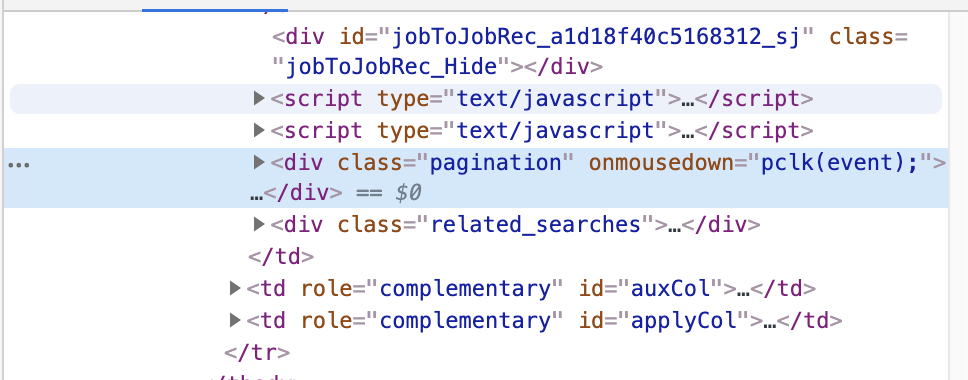 <div id="jobToJobRec_a1d18f40c5168312_sj" class=
"jobToJobRec_Hide"></div>
▶<script type="text/javascript">…</script>
▶<script type="text/javascript">…</script>
… ▶<div class="pagination" onmousedown="pclk(event);">
…</div> == $0
▶<div class="related_searches">…</div>
</td>
▶<td role="complementary" id="auxCol">…</td>
▶<td role="complementary" id="applyCol">…</td>
</tr>